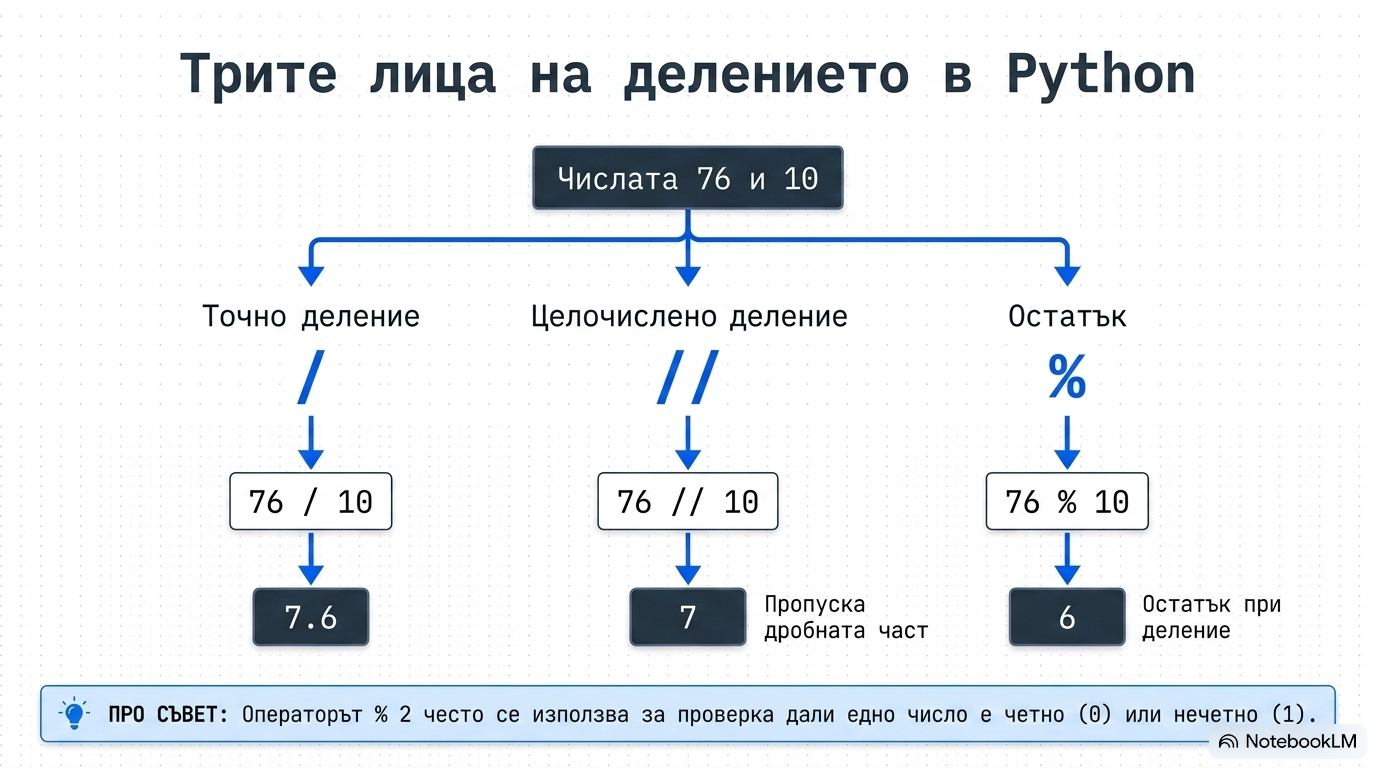 Трите лица на делението в Python
Числата 76 и 10
Точно деление
/
76 / 10
7.6
Целочислено деление
//
76 // 10
7
Пропуска
дробната част
Остатък
%
76 % 10
6
Остатък при
деление
ПРО СЪВЕТ: Операторът % 2 често се използва за проверка дали едно число е четно (0) или нечетно (1).
NotebookLM